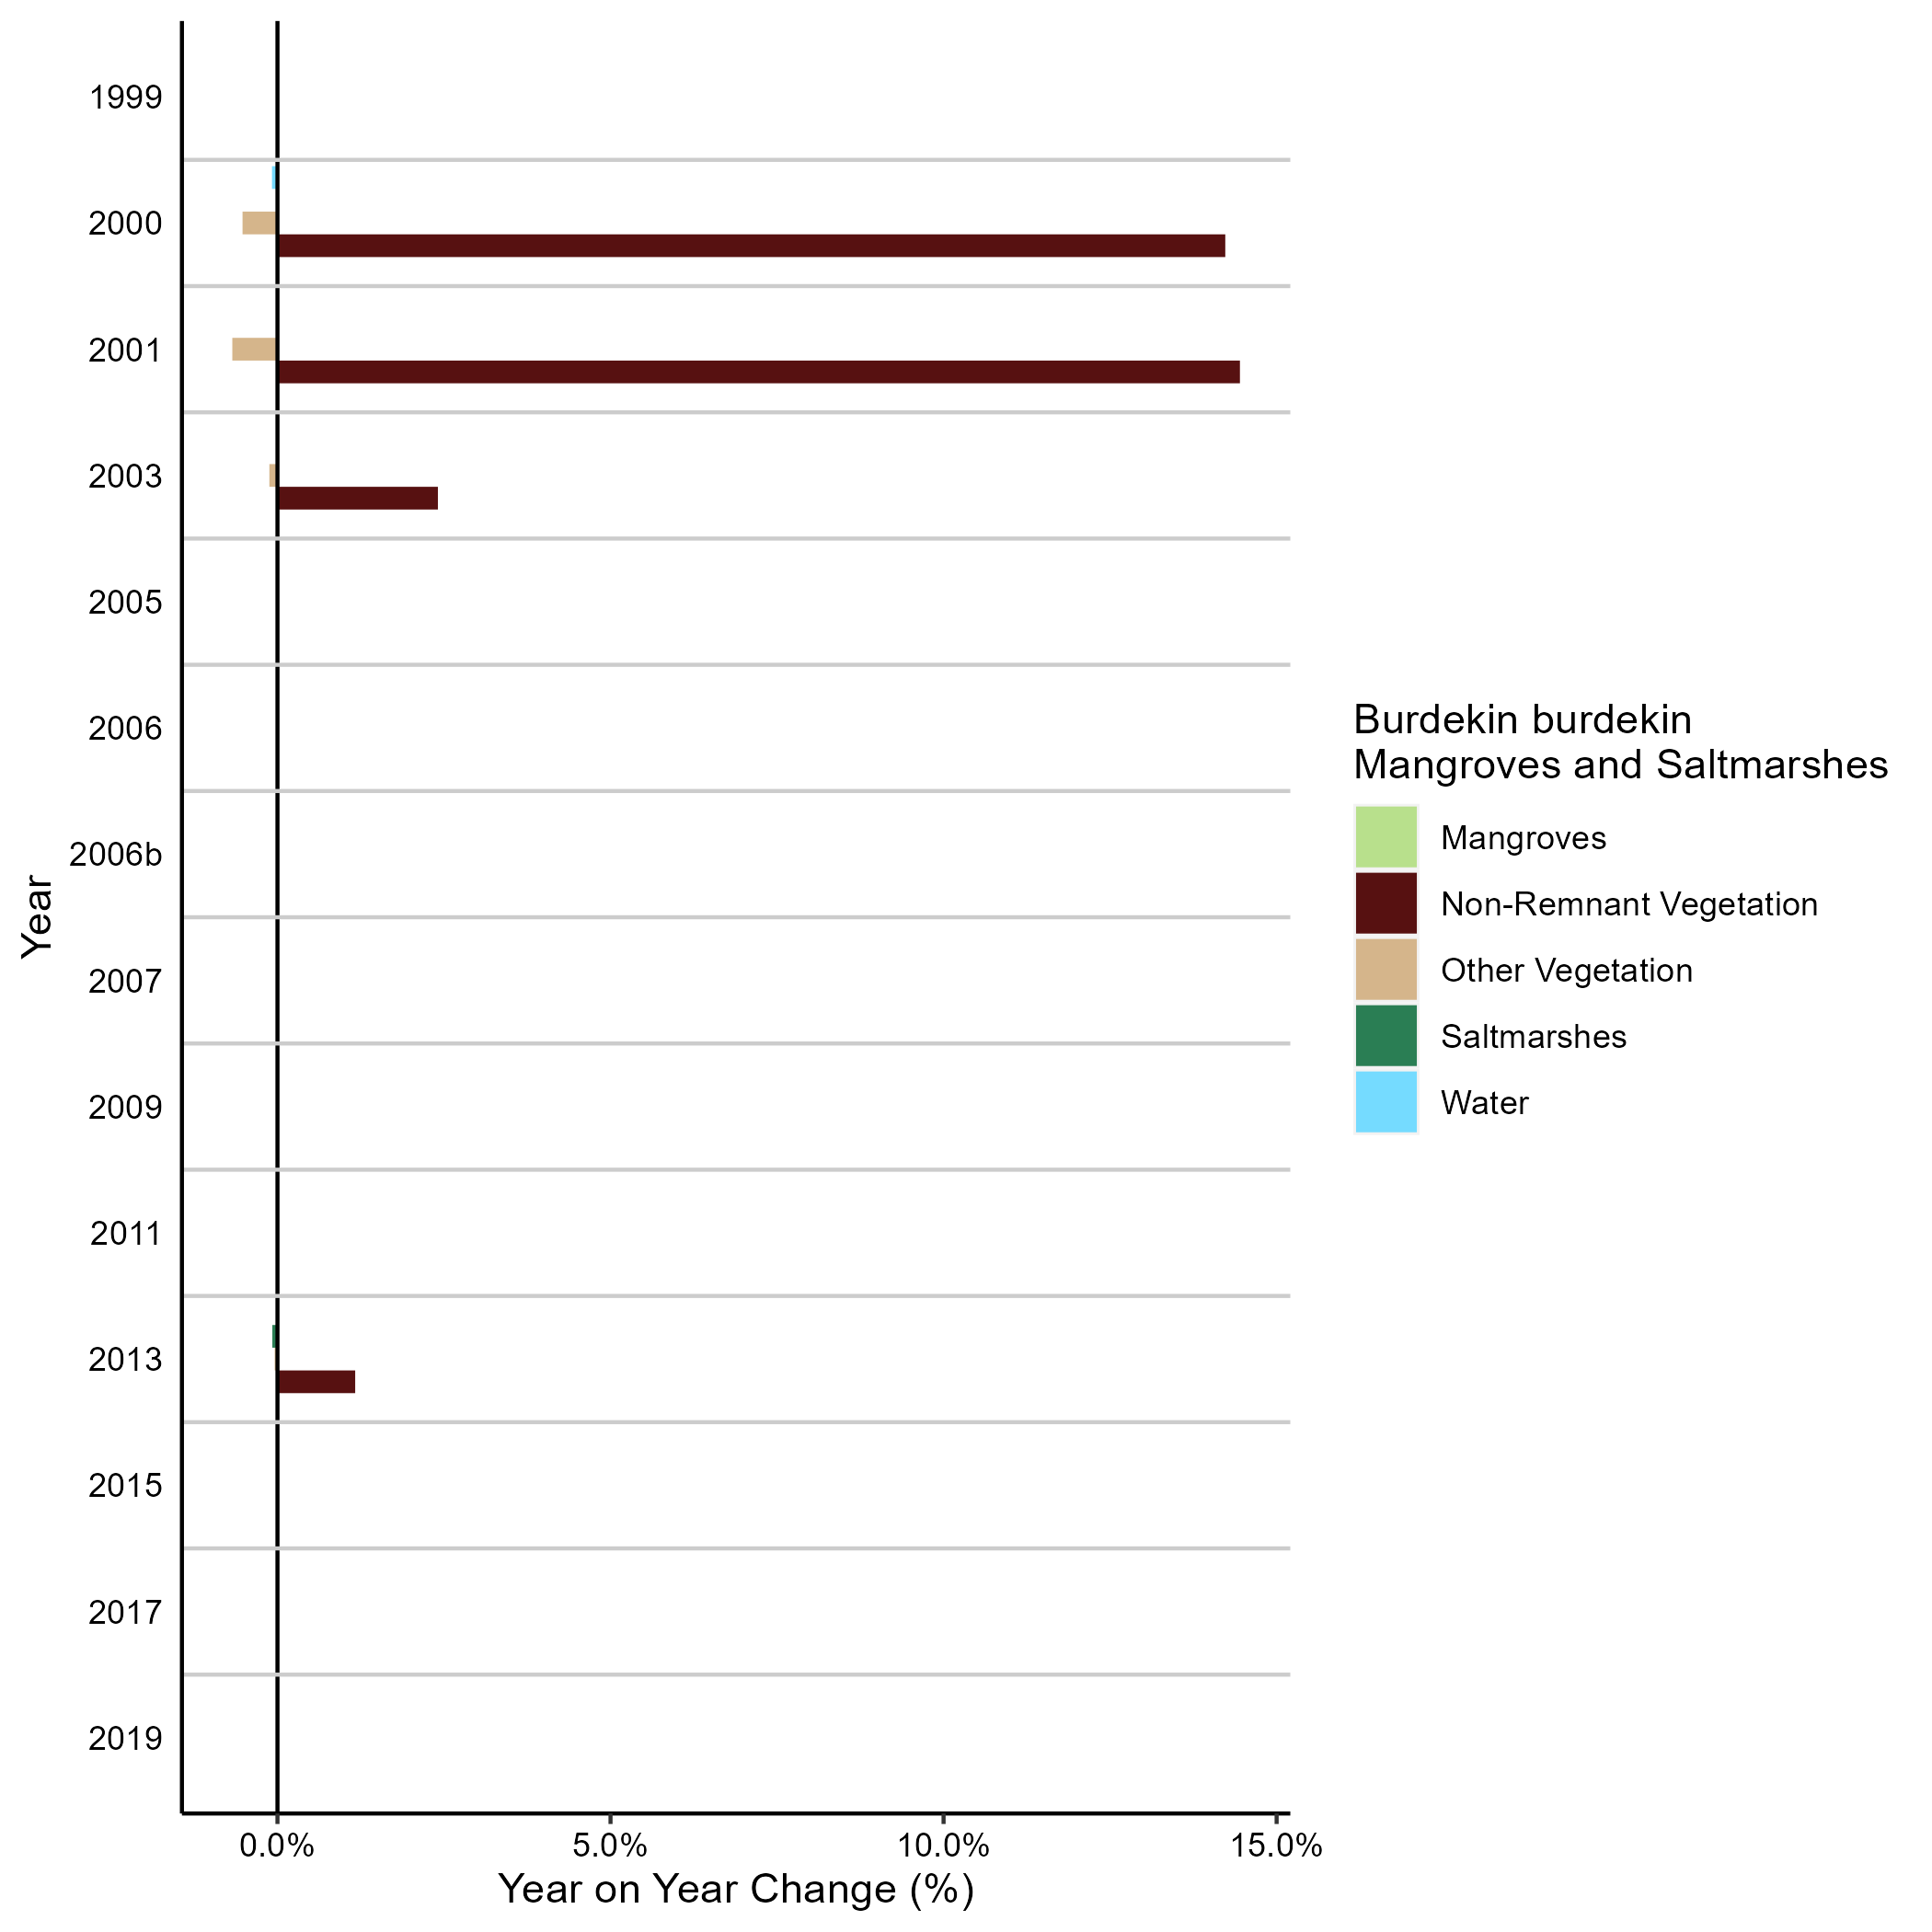 1999
2000
2001
2003
2005
2006
2006b
2007
2009
2011
2013
2015
2017
2019
Year
0.0%
5.0%
10.0%
15.0%
Year on Year Change (%)
Burdekin burdekin
Mangroves and Saltmarshes
Mangroves
Non-Remnant Vegetation
Other Vegetation
Saltmarshes
Water